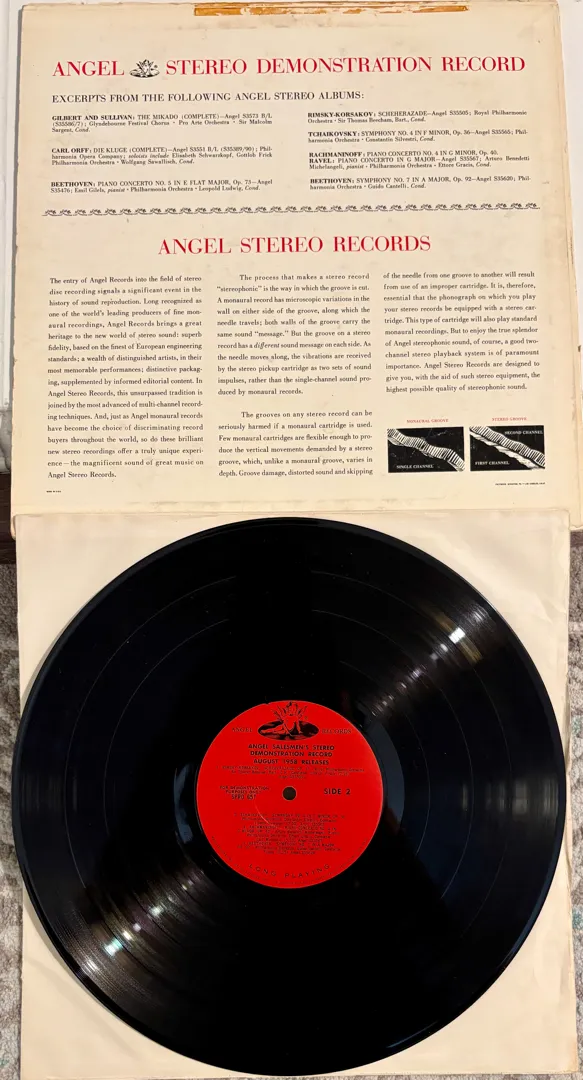 ANGEL STEREO DEMONSTRATION RECORD
EXCERPTS FROM THE FOLLOWING ANGEL STEREO ALBUMS:
GILBERT AND SULLIVAN: THE MIKADO (COMPLETE)—Angel S3573 B/L
(S35586/7); Glyndebourne Festival Chorus · Pro Arte Orchestra · Sir Malcolm
Sargent, Cond.
CARL ORFF: DIE KLUGE (COMPLETE)—Angel S3551 B/L (S35389/90); Phil-
harmonia Opera Company; soloists include Elisabeth Schwarzkopf, Gottlob Frick
Philharmonia Orchestra · Wolfgang Sawallisch, Cond.
BEETHOVEN: PIANO CONCERTO NO. 5 IN E FLAT MAJOR, Op. 73—Angel
S35476; Emil Gilels, pianist · Philharmonia Orchestra · Leopold Ludwig, Cond.
RIMSKY-KORSAKOV: SCHEHERAZADE—Angel S35505; Royal Philharmonic
Orchestra · Sir Thomas Beecham, Bart., Cond.
TCHAIKOVSKY: SYMPHONY NO. 4 IN F MINOR, Op. 36—Angel S35565; Phil-
harmonia Orchestra · Constantin Silvestri, Cond.
RACHMANINOFF: PIANO CONCERTO NO. 4 IN G MINOR, Op. 40.
RAVEL: PIANO CONCERTO IN G MAJOR—Angel S35567; Arturo Benedetti
Michelangeli, pianist · Philharmonia Orchestra · Ettore Gracis, Cond.
BEETHOVEN: SYMPHONY NO. 7 IN A MAJOR, Op. 92—Angel S35620; Phil-
harmonia Orchestra · Guido Cantelli, Cond.
ANGEL STEREO RECORDS
The entry of Angel Records into the field of stereo
disc recording signals a significant event in the
history of sound reproduction. Long recognized as
one of the world's leading producers of fine mon-
aural recordings, Angel Records brings a great
heritage to the new world of stereo sound: superb
fidelity, based on the finest of European engineering
standards; a wealth of distinguished artists, in their
most memorable performances; distinctive packag-
ing, supplemented by informed editorial content. In
Angel Stereo Records, this unsurpassed tradition is
joined by the most advanced of multi-channel record-
ing techniques. And, just as Angel monaural records
have become the choice of discriminating record
buyers throughout the world, so do these brilliant
new stereo recordings offer a truly unique experi-
ence—the magnificent sound of great music on
Angel Stereo Records.
The process that makes a stereo record
"stereophonic" is the way in which the groove is cut.
A monaural record has microscopic variations in the
wall on either side of the groove, along which the
needle travels; both walls of the groove carry the
same sound "message." But the groove on a stereo
record has a different sound message on each side. As
the needle moves along, the vibrations are received
by the stereo pickup cartridge as two sets of sound
impulses, rather than the single-channel sound pro-
duced by monaural records.
The grooves on any stereo record can be
seriously harmed if a monaural cartridge is used.
Few monaural cartridges are flexible enough to pro-
duce the vertical movements demanded by a stereo
groove, which, unlike a monaural groove, varies in
depth. Groove damage, distorted sound and skipping
of the needle from one groove to another will result
from use of an improper cartridge. It is, therefore,
essential that the phonograph on which you play
your stereo records be equipped with a stereo car-
tridge. This type of cartridge will also play standard
monaural recordings. But to enjoy the true splendor
of Angel stereophonic sound, of course, a good two-
channel stereo playback system is of paramount
importance. Angel Stereo Records are designed to
give you, with the aid of such stereo equipment, the
highest possible quality of stereophonic sound.
MONAURAL GROOVE
STEREO GROOVE
SINGLE CHANNEL
SECOND CHANNEL
FIRST CHANNEL
ANGEL RECORDS
ANGEL SALESMEN'S STEREO
DEMONSTRATION RECORD
AUGUST 1958 RELEASES
SIDE 2
LONG PLAYING